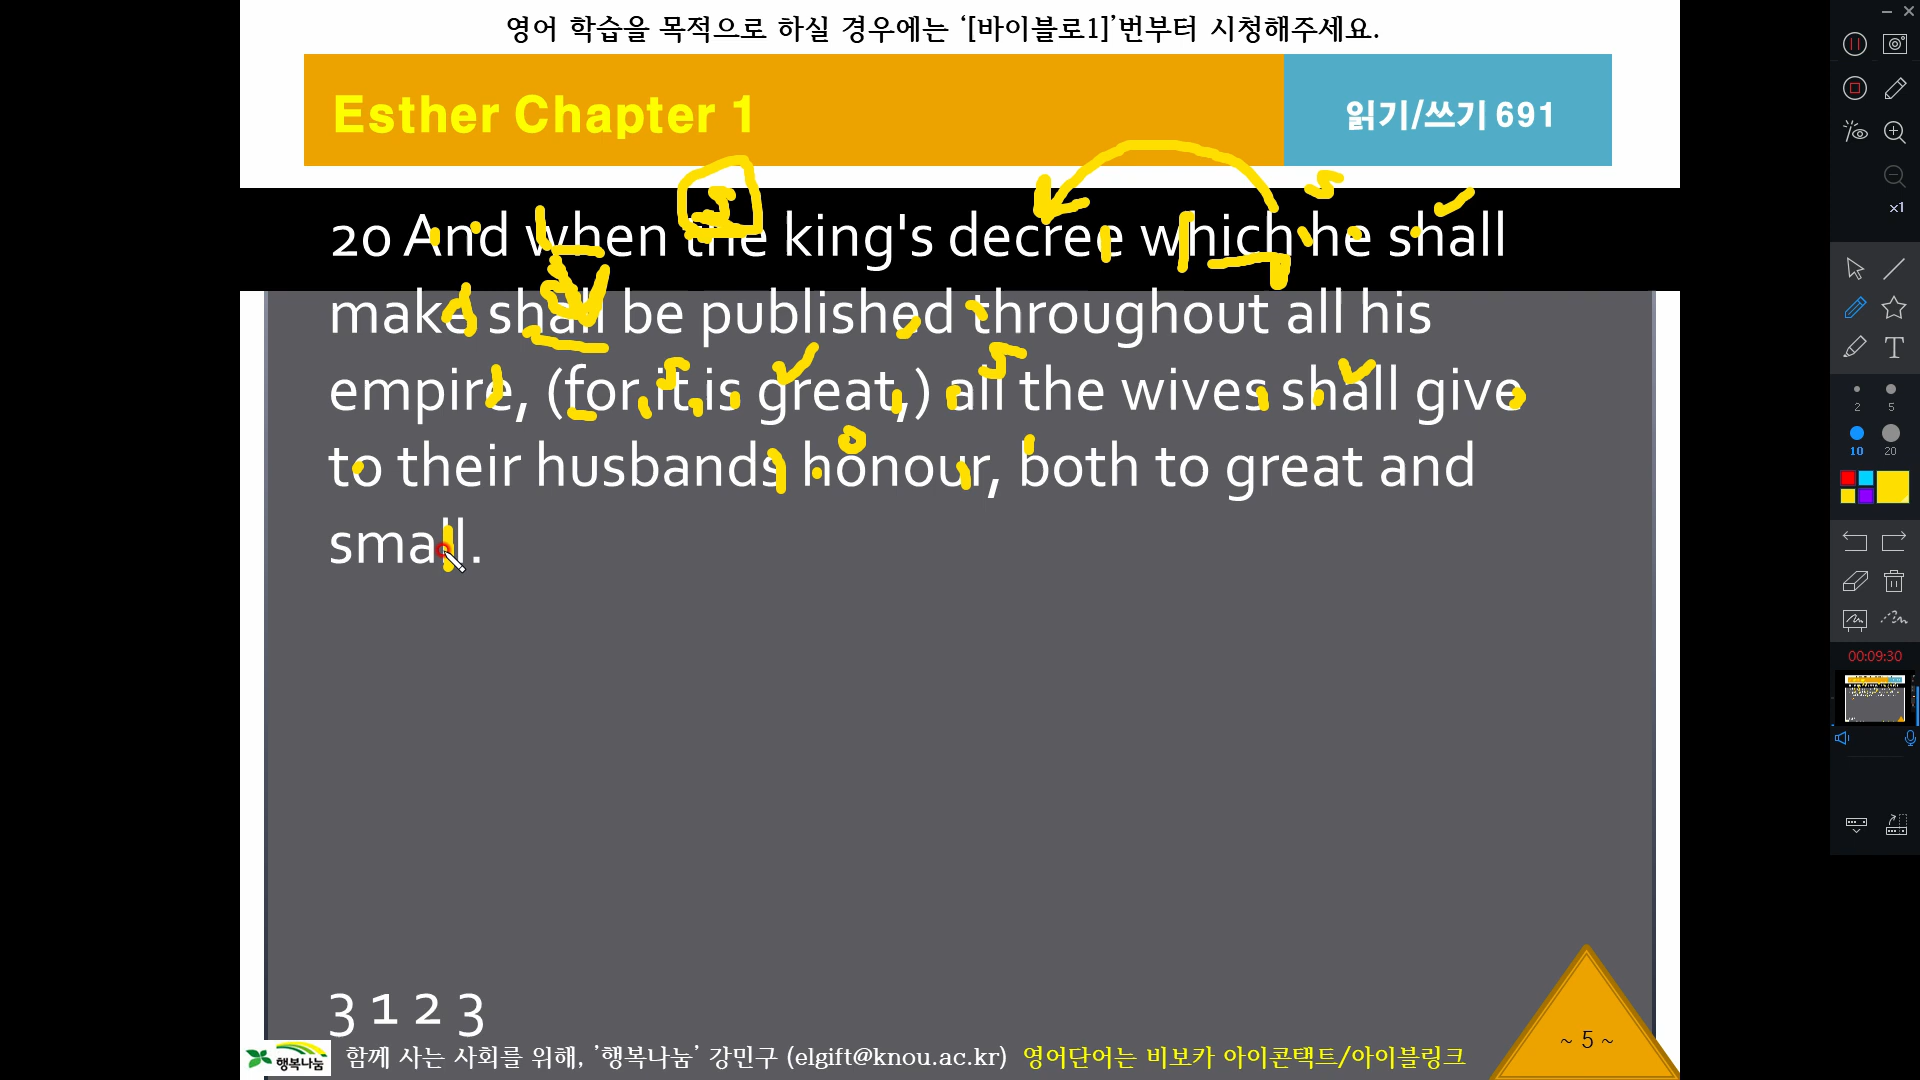 영어 학습을 목적으로 하실 경우에는 ‘[바이블로1]’번부터 시청해주세요.
Esther Chapter 1
읽기/쓰기 691
20 And when the king's decree which he shall
make shall be published throughout all his
empire, (for it is great,) all the wives shall give
to their husbands honour, both to great and
small.
3 1 2 3
행복나눔 함께 사는 사회를 위해, ’행복나눔’ 강민구 (elgift@knou.ac.kr) 영어단어는 비보카 아이콘택트/아이블링크
~ 5 ~
x1
T
2 5
10 20
00:09:30